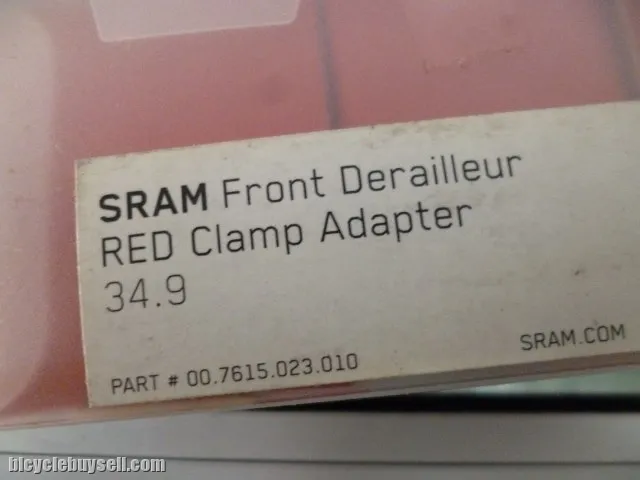 SRAM Front Derailleur
RED Clamp Adapter
34.9
PART # 00.7615.023.010
SRAM.COM
bicyclebuysell.com